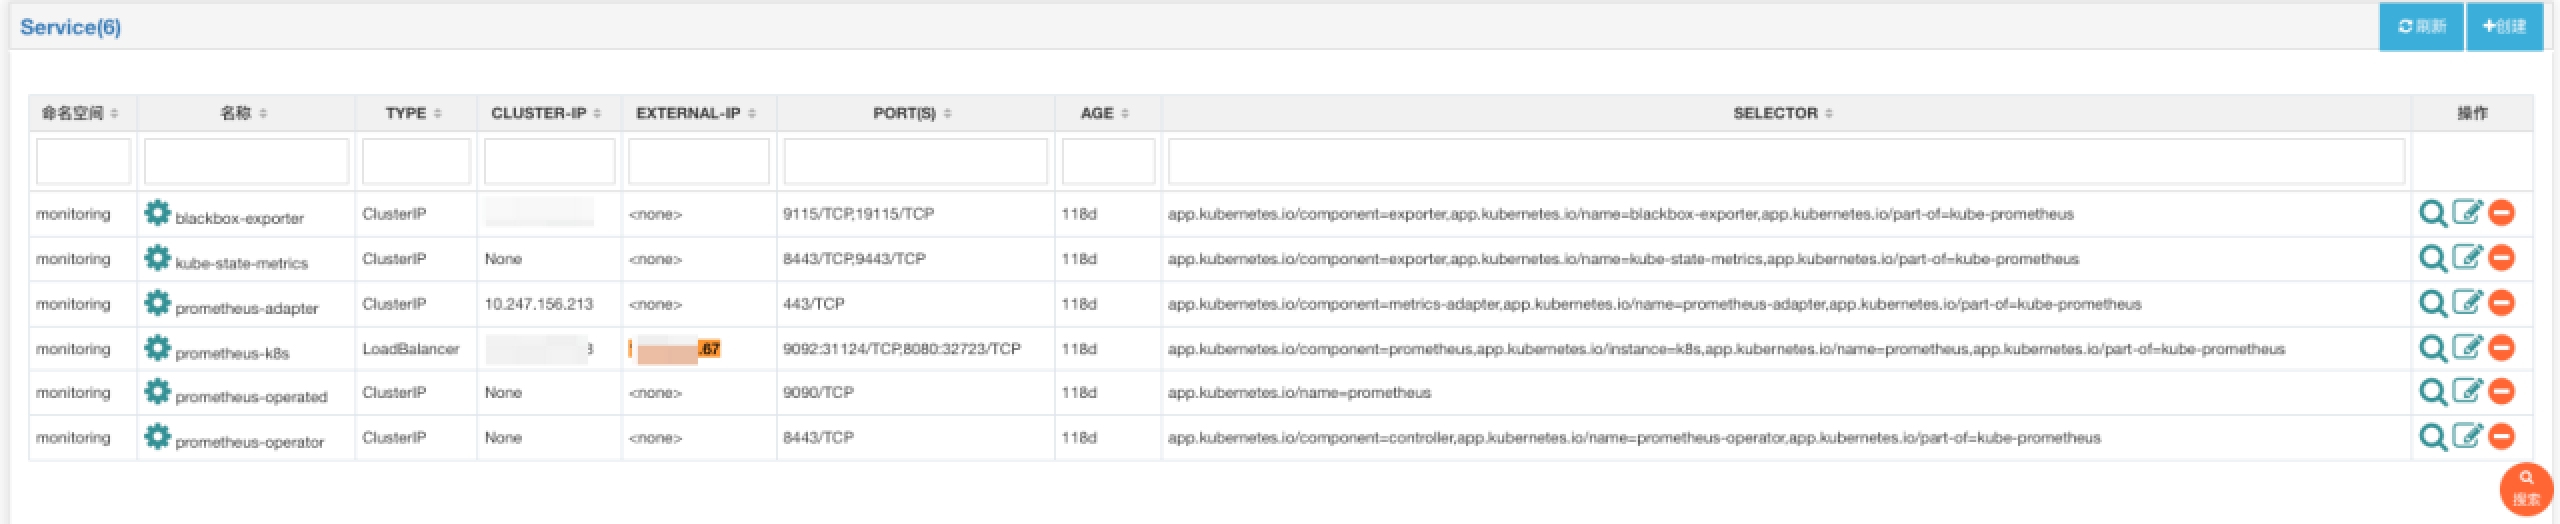 Service(6)
刷新
创建
命名空间 名称 TYPE CLUSTER-IP EXTERNAL-IP PORT(S) AGE SELECTOR 操作
monitoring blackbox-exporter ClusterIP <none> 9115/TCP,19115/TCP 118d app.kubernetes.io/component=exporter,app.kubernetes.io/name=blackbox-exporter,app.kubernetes.io/part-of=kube-prometheus
monitoring kube-state-metrics ClusterIP None <none> 8443/TCP,9443/TCP 118d app.kubernetes.io/component=exporter,app.kubernetes.io/name=kube-state-metrics,app.kubernetes.io/part-of=kube-prometheus
monitoring prometheus-adapter ClusterIP 10.247.156.213 <none> 443/TCP 118d app.kubernetes.io/component=metrics-adapter,app.kubernetes.io/name=prometheus-adapter,app.kubernetes.io/part-of=kube-prometheus
monitoring prometheus-k8s LoadBalancer .67 9092:31124/TCP,8080:32723/TCP 118d app.kubernetes.io/component=prometheus,app.kubernetes.io/instance=k8s,app.kubernetes.io/name=prometheus,app.kubernetes.io/part-of=kube-prometheus
monitoring prometheus-operated ClusterIP None <none> 9090/TCP 118d app.kubernetes.io/name=prometheus
monitoring prometheus-operator ClusterIP None <none> 8443/TCP 118d app.kubernetes.io/component=controller,app.kubernetes.io/name=prometheus-operator,app.kubernetes.io/part-of=kube-prometheus
搜索